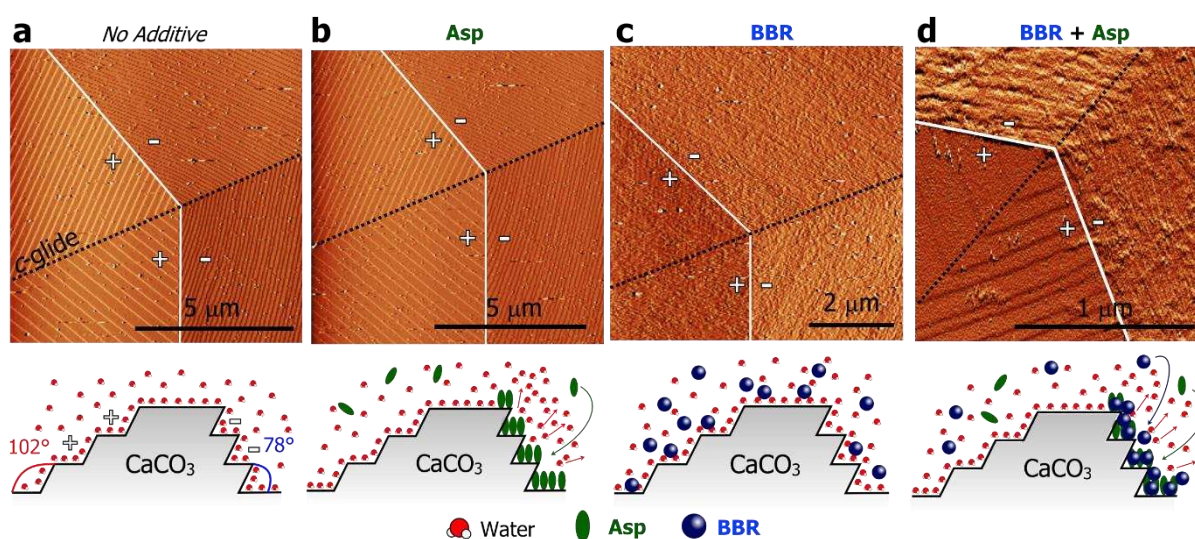 a No Additive
b Asp
c BBR
d BBR + Asp
+ -
c-glide
+ -
5 μm
+ -
+ -
5 μm
+ -
+ -
2 μm
-
+
+ -
1 μm
102°
+ +
-
-
78°
CaCO3
CaCO3
CaCO3
CaCO3
Water Asp BBR